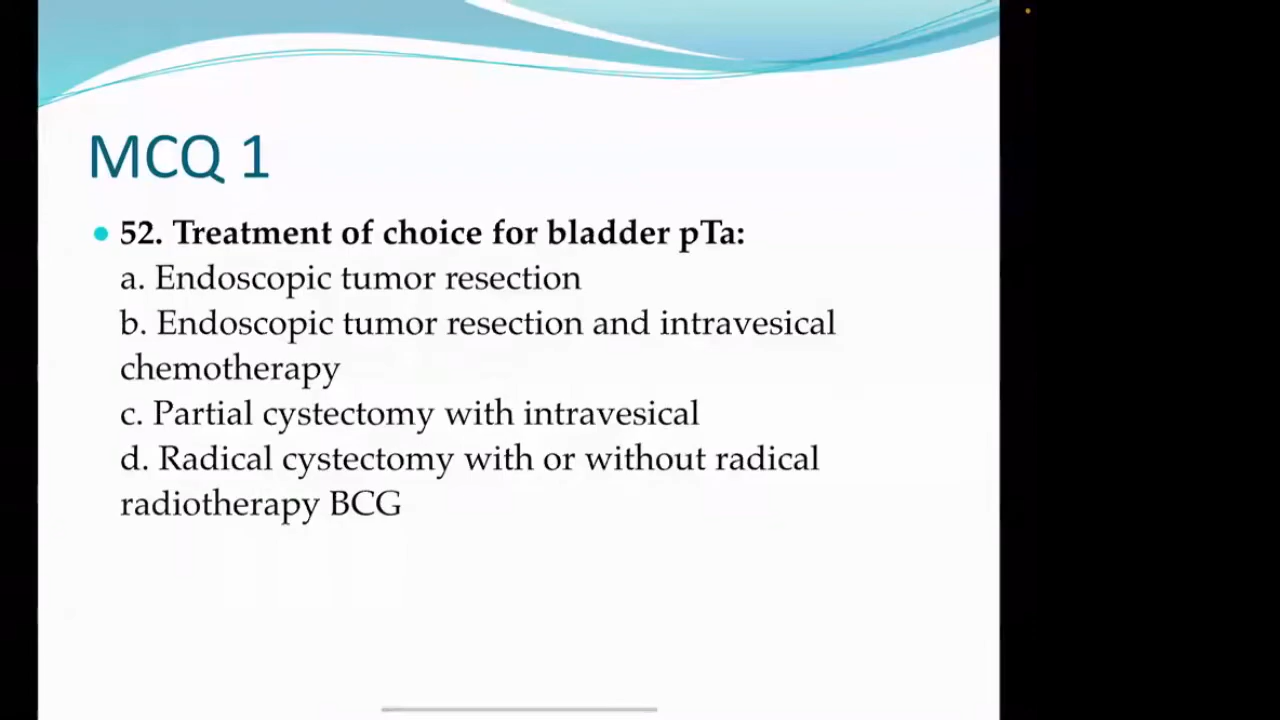 MCQ 1
52. Treatment of choice for bladder pTa:
a. Endoscopic tumor resection
b. Endoscopic tumor resection and intravesical
chemotherapy
c. Partial cystectomy with intravesical
d. Radical cystectomy with or without radical
radiotherapy BCG